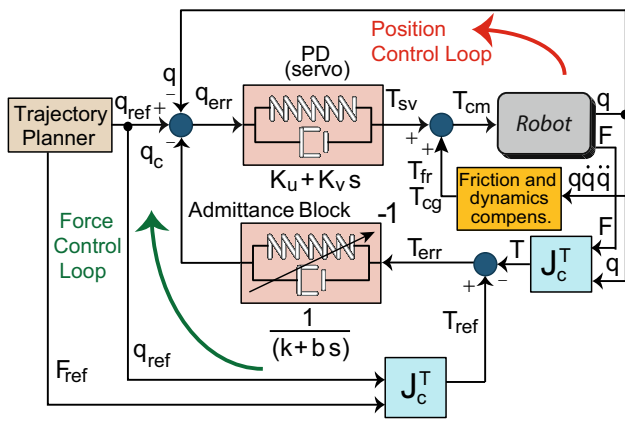 Position
Control Loop
PD
(servo)
q
−
q_ref
+
q_err
T_sv
T_cm
Robot
q
F
Trajectory
Planner
q_c
−
+
+
K_u + K_v s
T_fr
T_cg
Friction and
dynamics
compens.
q q̇ q̈
Admittance Block
-1
Force
Control
Loop
T_err
+
−
T
J_c^T
F
q
1
(k + b s)
T_ref
q_ref
F_ref
J_c^T